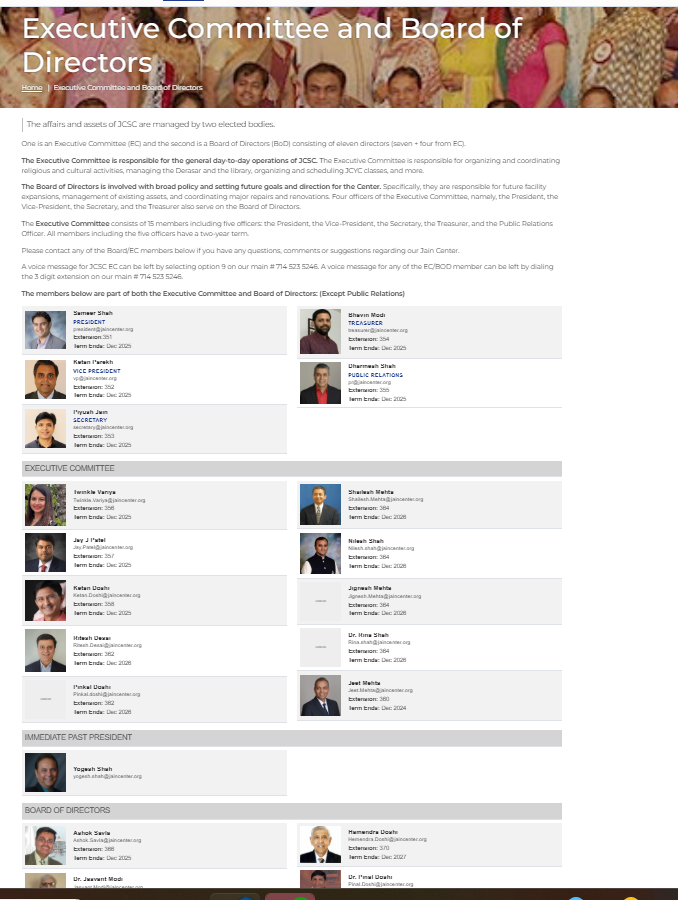 Executive Committee and Board of
Directors
Home | Executive Committee and Board of Directors
The affairs and assets of JCSC are managed by two elected bodies.
One is an Executive Committee (EC) and the second is a Board of Directors (BoD) consisting of eleven directors (seven + four from EC).
The Executive Committee is responsible for the general day-to-day operations of JCSC. The Executive Committee is responsible for organizing and coordinating
religious and cultural activities, managing the Derasar and the library, organizing and scheduling JCYC classes, and more.
The Board of Directors is involved with broad policy and setting future goals and direction for the Center. Specifically, they are responsible for future facility
expansions, management of existing assets, and coordinating major repairs and renovations. Four officers of the Executive Committee, namely, the President, the
Vice-President, the Secretary, and the Treasurer also serve on the Board of Directors.
The Executive Committee consists of 15 members including five officers: the President, the Vice-President, the Secretary, the Treasurer, and the Public Relations
Officer. All members including the five officers have a two-year term.
Please contact any of the Board/EC members below if you have any questions, comments or suggestions regarding our Jain Center.
A voice message for JCSC EC can be left by selecting option 9 on our main # 714 523 5246. A voice message for any of the EC/BOD member can be left by dialing
the 3 digit extension on our main # 714 523 5246.
The members below are part of both the Executive Committee and Board of Directors: (Except Public Relations)
Sameer Shah
PRESIDENT
president@jaincenter.org
Extension: 351
Term Ends: Dec 2025
Bhavin Modi
TREASURER
treasurer@jaincenter.org
Extension: 354
Term Ends: Dec 2025
Ketan Parekh
VICE PRESIDENT
vp@jaincenter.org
Extension: 352
Term Ends: Dec 2025
Dharmesh Shah
PUBLIC RELATIONS
pr@jaincenter.org
Extension: 355
Term Ends: Dec 2025
Piyush Jain
SECRETARY
secretary@jaincenter.org
Extension: 353
Term Ends: Dec 2025
EXECUTIVE COMMITTEE
Twinkle Variya
Twinkle.Variya@jaincenter.org
Extension: 356
Term Ends: Dec 2025
Shailesh Mehta
Shailesh.Mehta@jaincenter.org
Extension: 364
Term Ends: Dec 2026
Jay J Patel
Jay.Patel@jaincenter.org
Extension: 357
Term Ends: Dec 2025
Nilesh Shah
Nilesh.shah@jaincenter.org
Extension: 364
Term Ends: Dec 2026
Ketan Doshi
Ketan.Doshi@jaincenter.org
Extension: 358
Term Ends: Dec 2025
Jignesh Mehta
Jignesh.Mehta@jaincenter.org
Extension: 364
Term Ends: Dec 2026
Ritesh Desai
Ritesh.Desai@jaincenter.org
Extension: 362
Term Ends: Dec 2026
Dr. Rina Shah
Rina.shah@jaincenter.org
Extension: 364
Term Ends: Dec 2026
Pinkal Doshi
Pinkal.doshi@jaincenter.org
Extension: 362
Term Ends: Dec 2026
Jeet Mehta
Jeet.Mehta@jaincenter.org
Extension: 360
Term Ends: Dec 2024
IMMEDIATE PAST PRESIDENT
Yogesh Shah
yogesh.shah@jaincenter.org
BOARD OF DIRECTORS
Ashok Savla
Ashok.Savla@jaincenter.org
Extension: 366
Term Ends: Dec 2025
Hemendra Doshi
Hemendra.Doshi@jaincenter.org
Extension: 370
Term Ends: Dec 2027
Dr. Jasvant Modi
Jasvant.Modi@jaincenter.org
Dr. Pinal Doshi
Pinal.Doshi@jaincenter.org